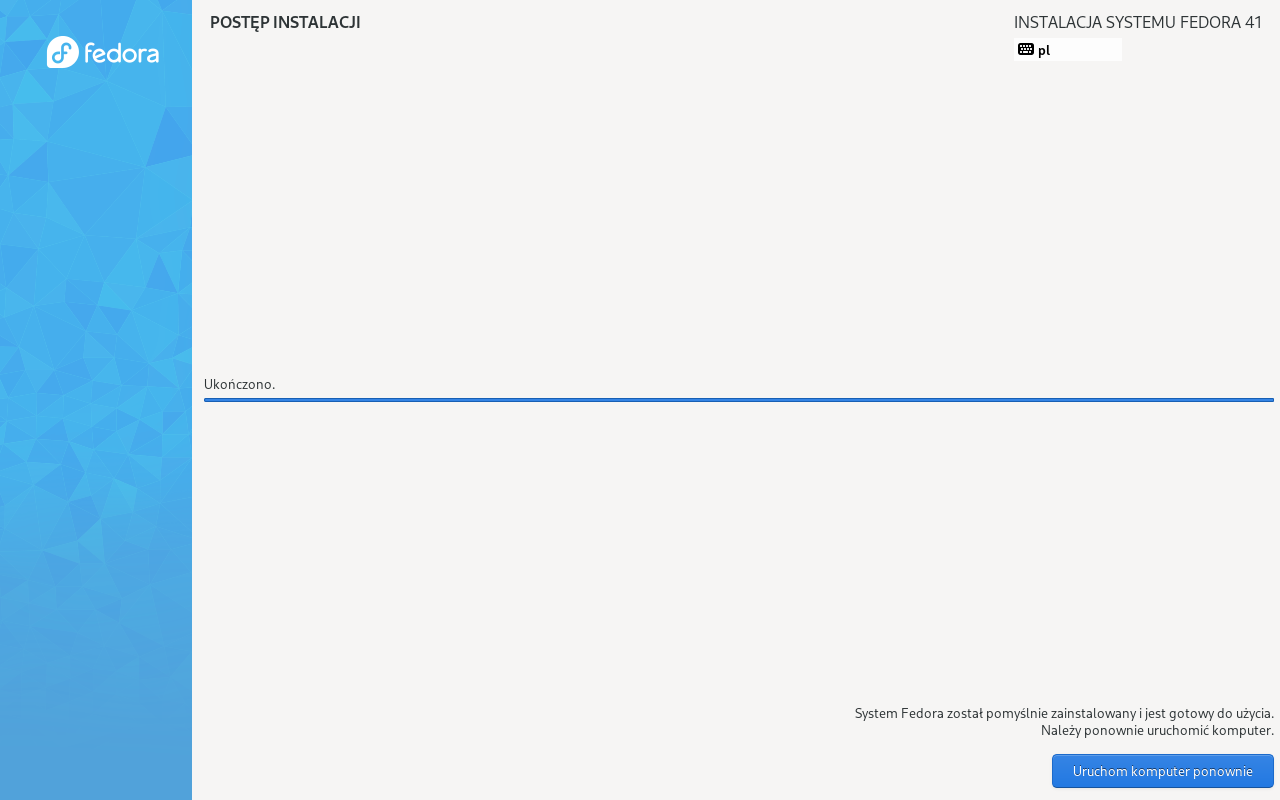 fedora
POSTĘP INSTALACJI
INSTALACJA SYSTEMU FEDORA 41
pl
Ukończono.
System Fedora został pomyślnie zainstalowany i jest gotowy do użycia.
Należy ponownie uruchomić komputer.
Uruchom komputer ponownie